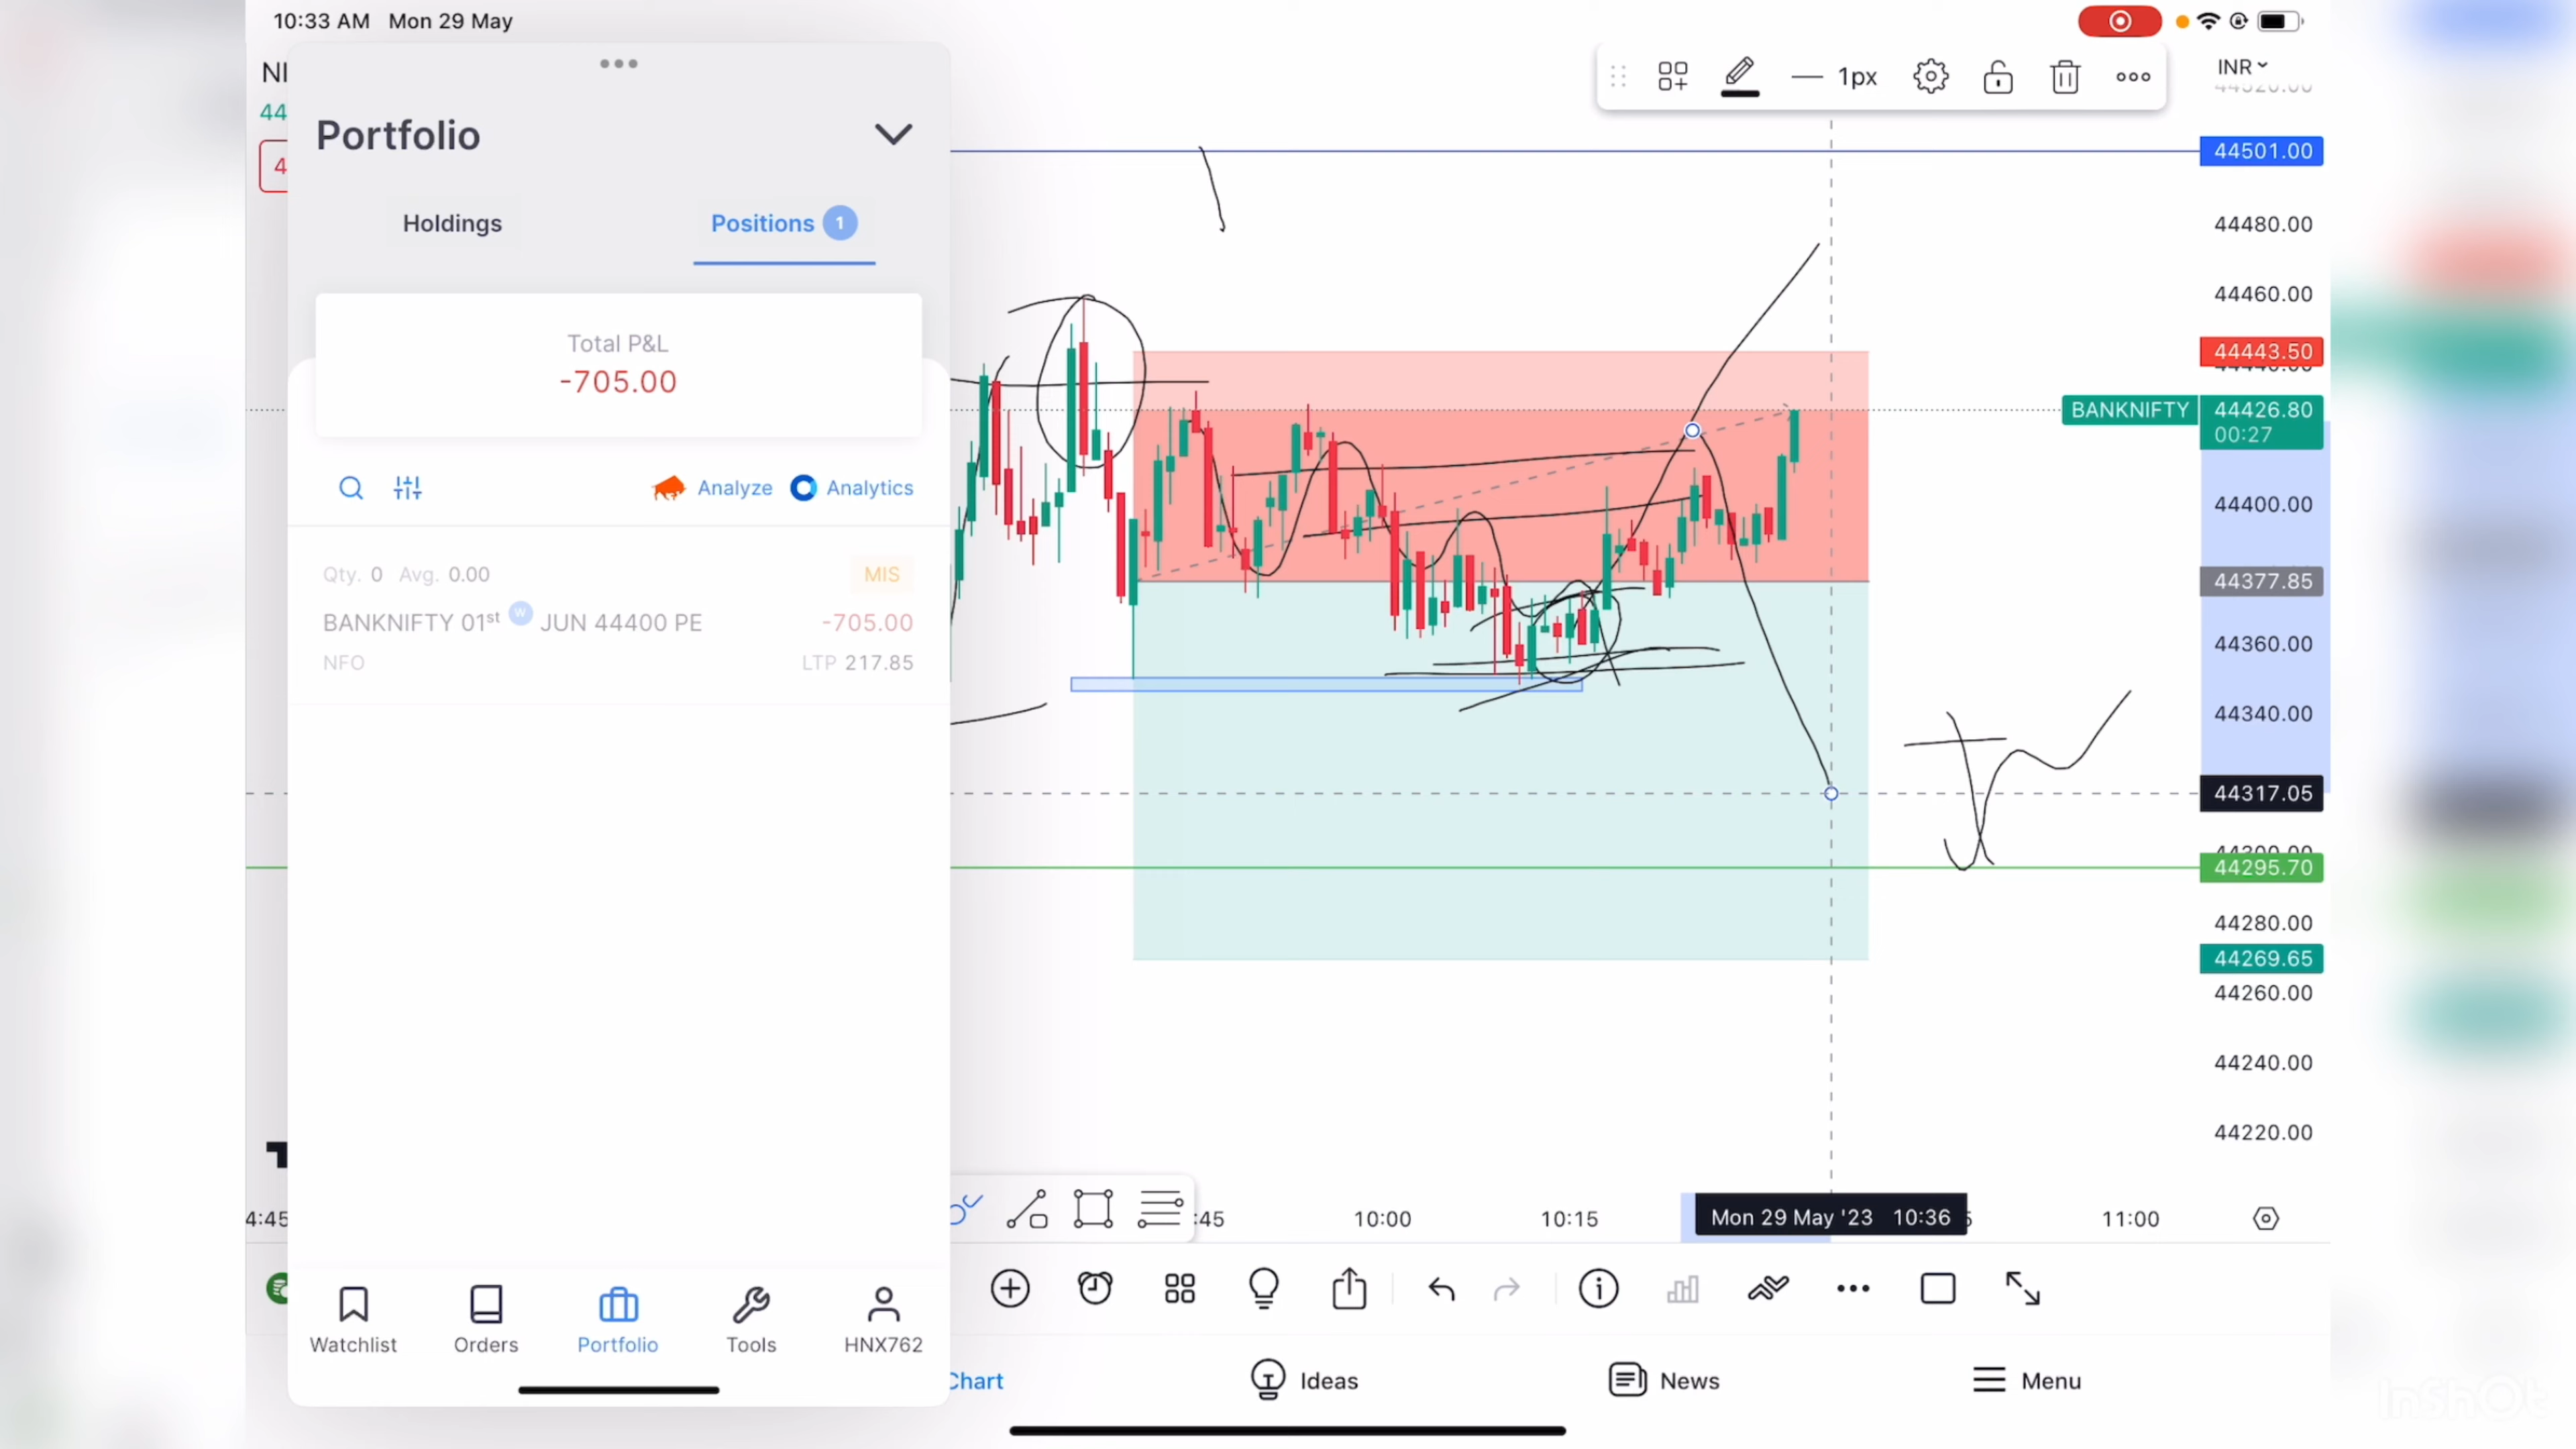 10:33 AM Mon 29 May
NI
44
4
Portfolio
Holdings
Positions 1
Total P&L
-705.00
Analyze
Analytics
Qty. 0 Avg. 0.00
MIS
BANKNIFTY 01st W JUN 44400 PE
-705.00
NFO
LTP 217.85
Watchlist
Orders
Portfolio
Tools
HNX762
1px
INR
44501.00
44480.00
44460.00
44443.50
BANKNIFTY
44426.80
00:27
44400.00
44377.85
44360.00
44340.00
44317.05
44295.70
44280.00
44269.65
44260.00
44240.00
44220.00
4:45
:45
10:00
10:15
Mon 29 May '23 10:36
11:00
Chart
Ideas
News
Menu
InShOt